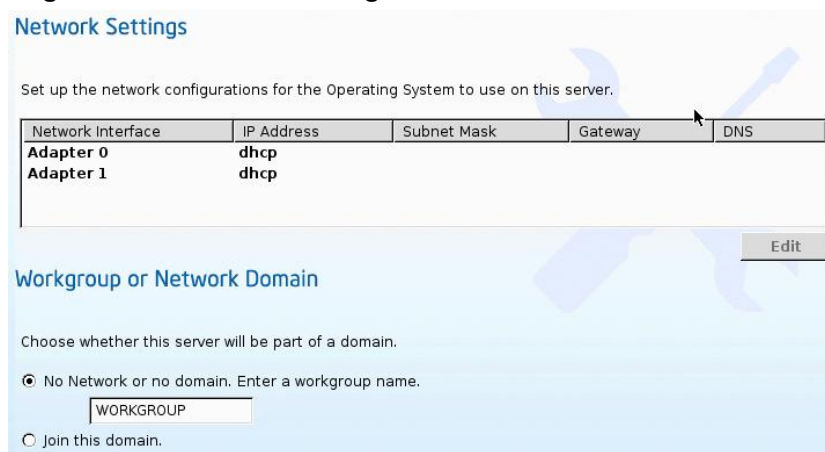 Network Settings
Set up the network configurations for the Operating System to use on this server.
Network Interface IP Address Subnet Mask Gateway DNS
Adapter 0 dhcp
Adapter 1 dhcp
Edit
Workgroup or Network Domain
Choose whether this server will be part of a domain.
No Network or no domain. Enter a workgroup name.
WORKGROUP
Join this domain.